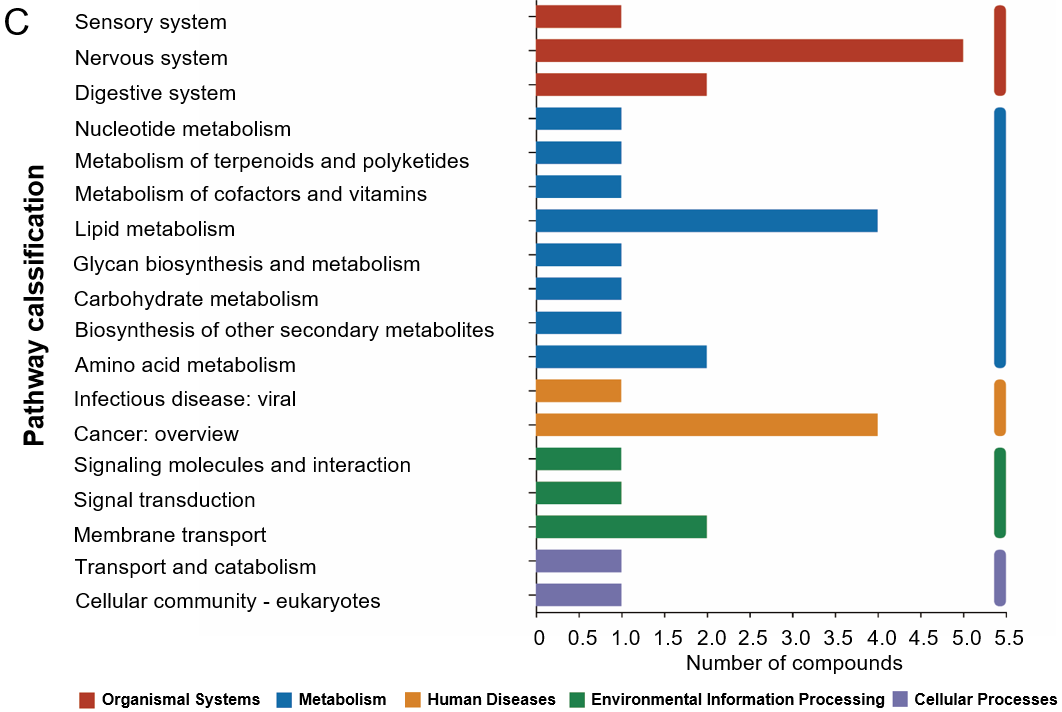 C
Sensory system
Nervous system
Digestive system
Nucleotide metabolism
Metabolism of terpenoids and polyketides
Metabolism of cofactors and vitamins
Lipid metabolism
Glycan biosynthesis and metabolism
Carbohydrate metabolism
Biosynthesis of other secondary metabolites
Amino acid metabolism
Infectious disease: viral
Cancer: overview
Signaling molecules and interaction
Signal transduction
Membrane transport
Transport and catabolism
Cellular community - eukaryotes
Pathway calssification
0 0.5 1.0 1.5 2.0 2.5 3.0 3.5 4.0 4.5 5.0 5.5
Number of compounds
Organismal Systems Metabolism Human Diseases Environmental Information Processing Cellular Processes